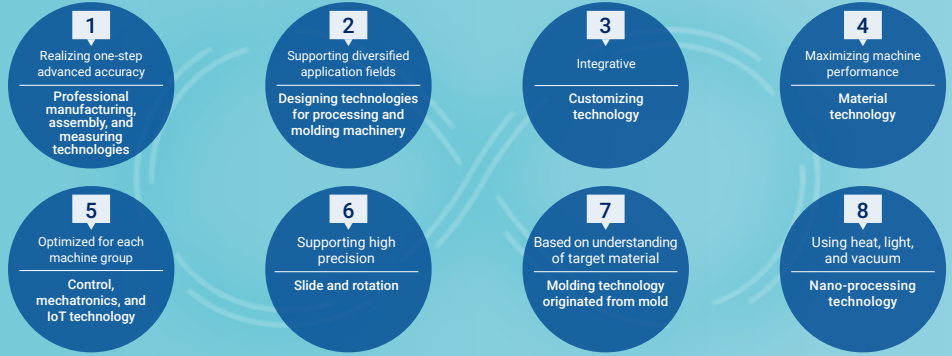 1
Realizing one-step
advanced accuracy
Professional
manufacturing,
assembly, and
measuring
technologies
2
Supporting diversified
application fields
Designing technologies
for processing and
molding machinery
3
Integrative
Customizing
technology
4
Maximizing machine
performance
Material
technology
5
Optimized for each
machine group
Control,
mechatronics, and
IoT technology
6
Supporting high
precision
Slide and rotation
7
Based on understanding
of target material
Molding technology
originated from mold
8
Using heat, light,
and vacuum
Nano-processing
technology